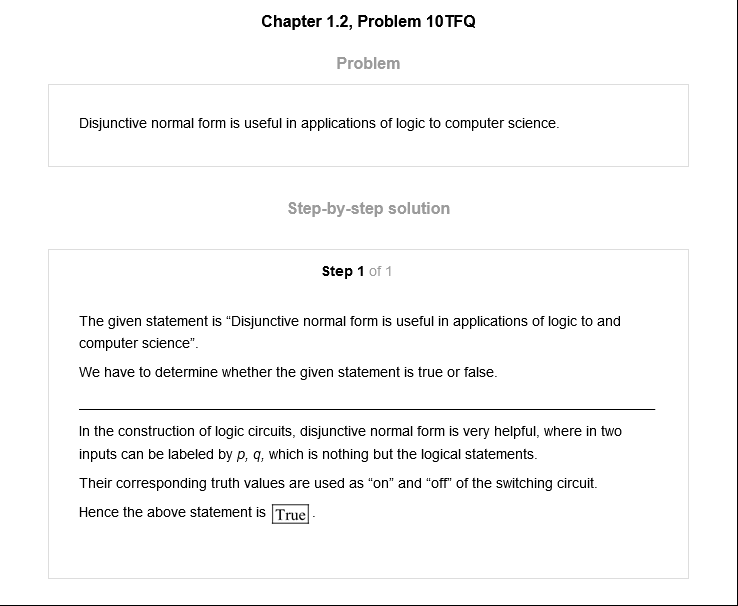 Chapter 1.2, Problem 10TFQ
Problem
Disjunctive normal form is useful in applications of logic to computer science.
Step-by-step solution
Step 1 of 1
The given statement is “Disjunctive normal form is useful in applications of logic to and
computer science”.
We have to determine whether the given statement is true or false.
In the construction of logic circuits, disjunctive normal form is very helpful, where in two
inputs can be labeled by p, q, which is nothing but the logical statements.
Their corresponding truth values are used as “on” and “off” of the switching circuit.
Hence the above statement is True .